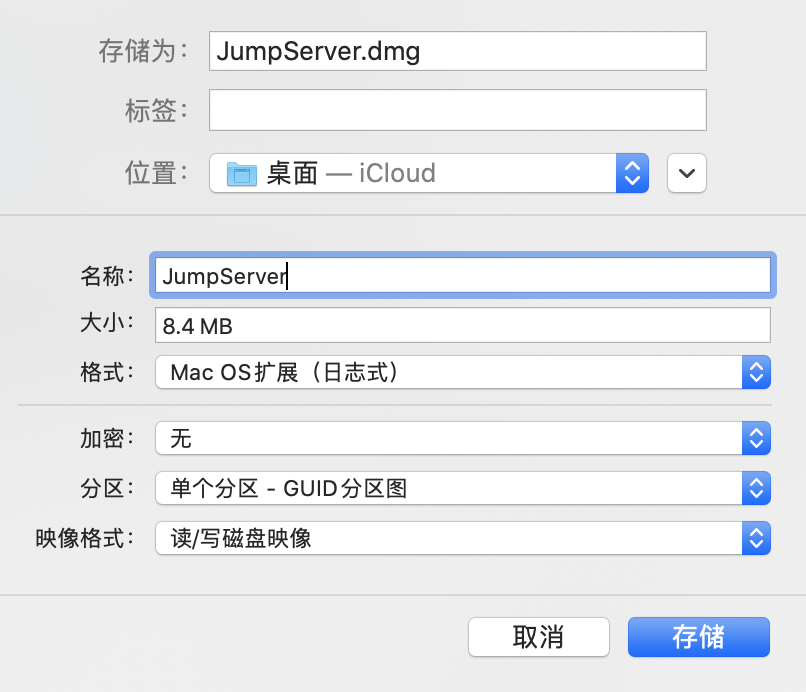 存储为： JumpServer.dmg
标签：
位置： 桌面 — iCloud
名称： JumpServer
大小： 8.4 MB
格式： Mac OS扩展（日志式）
加密： 无
分区： 单个分区 - GUID分区图
映像格式： 读/写磁盘映像
取消 存储